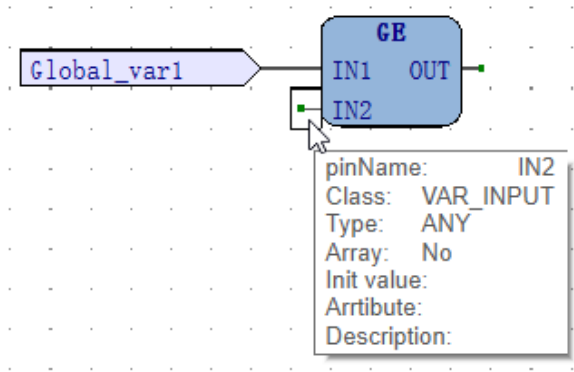 GE
Global_var1
IN1 OUT
IN2
pinName: IN2
Class: VAR_INPUT
Type: ANY
Array: No
Init value:
Arrtibute:
Description: